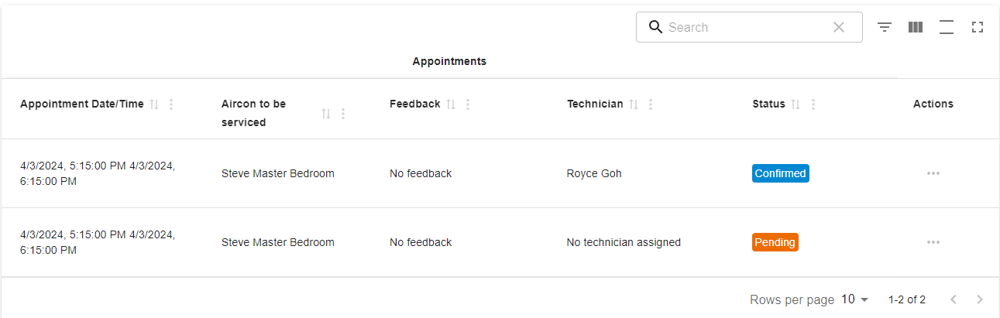 Search
Appointments
Appointment Date/Time
Aircon to be
serviced
Feedback
Technician
Status
Actions
4/3/2024, 5:15:00 PM 4/3/2024,
6:15:00 PM
Steve Master Bedroom
No feedback
Royce Goh
Confirmed
4/3/2024, 5:15:00 PM 4/3/2024,
6:15:00 PM
Steve Master Bedroom
No feedback
No technician assigned
Pending
Rows per page 10
1-2 of 2